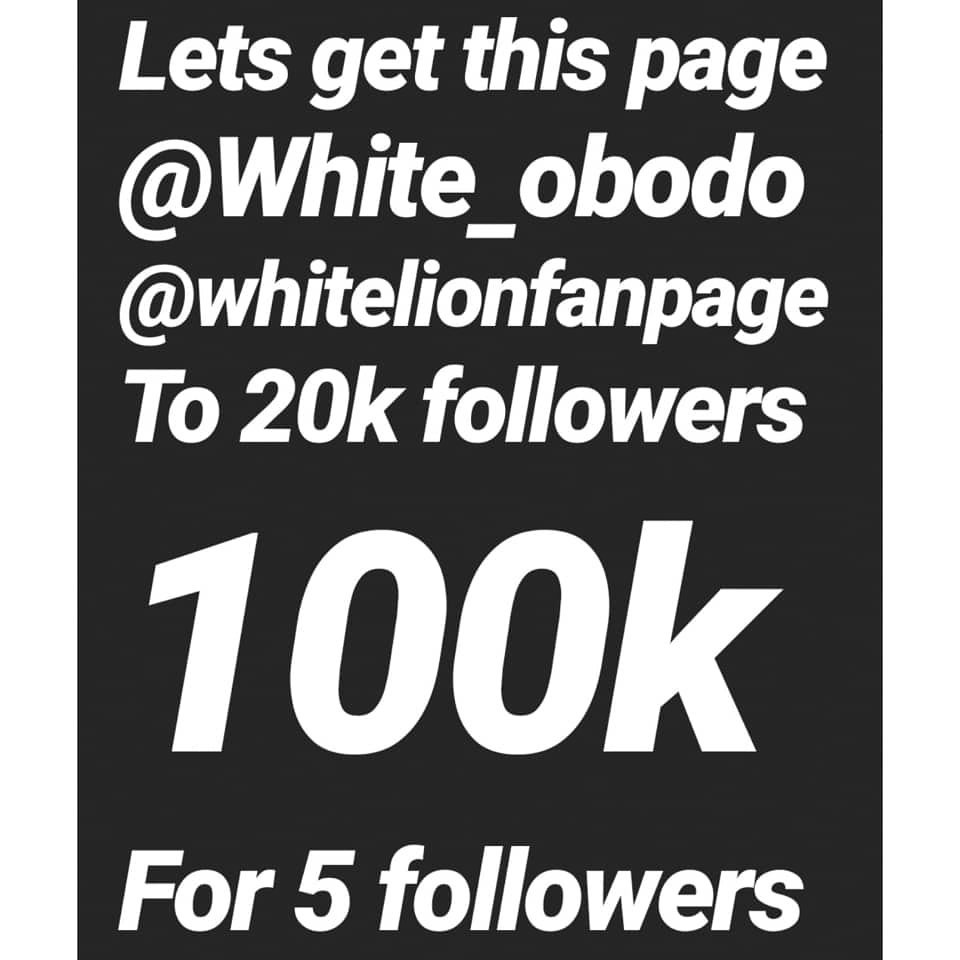 Lets get this page
@White_obodo
@whitelionfanpage
To 20k followers
100k
For 5 followers